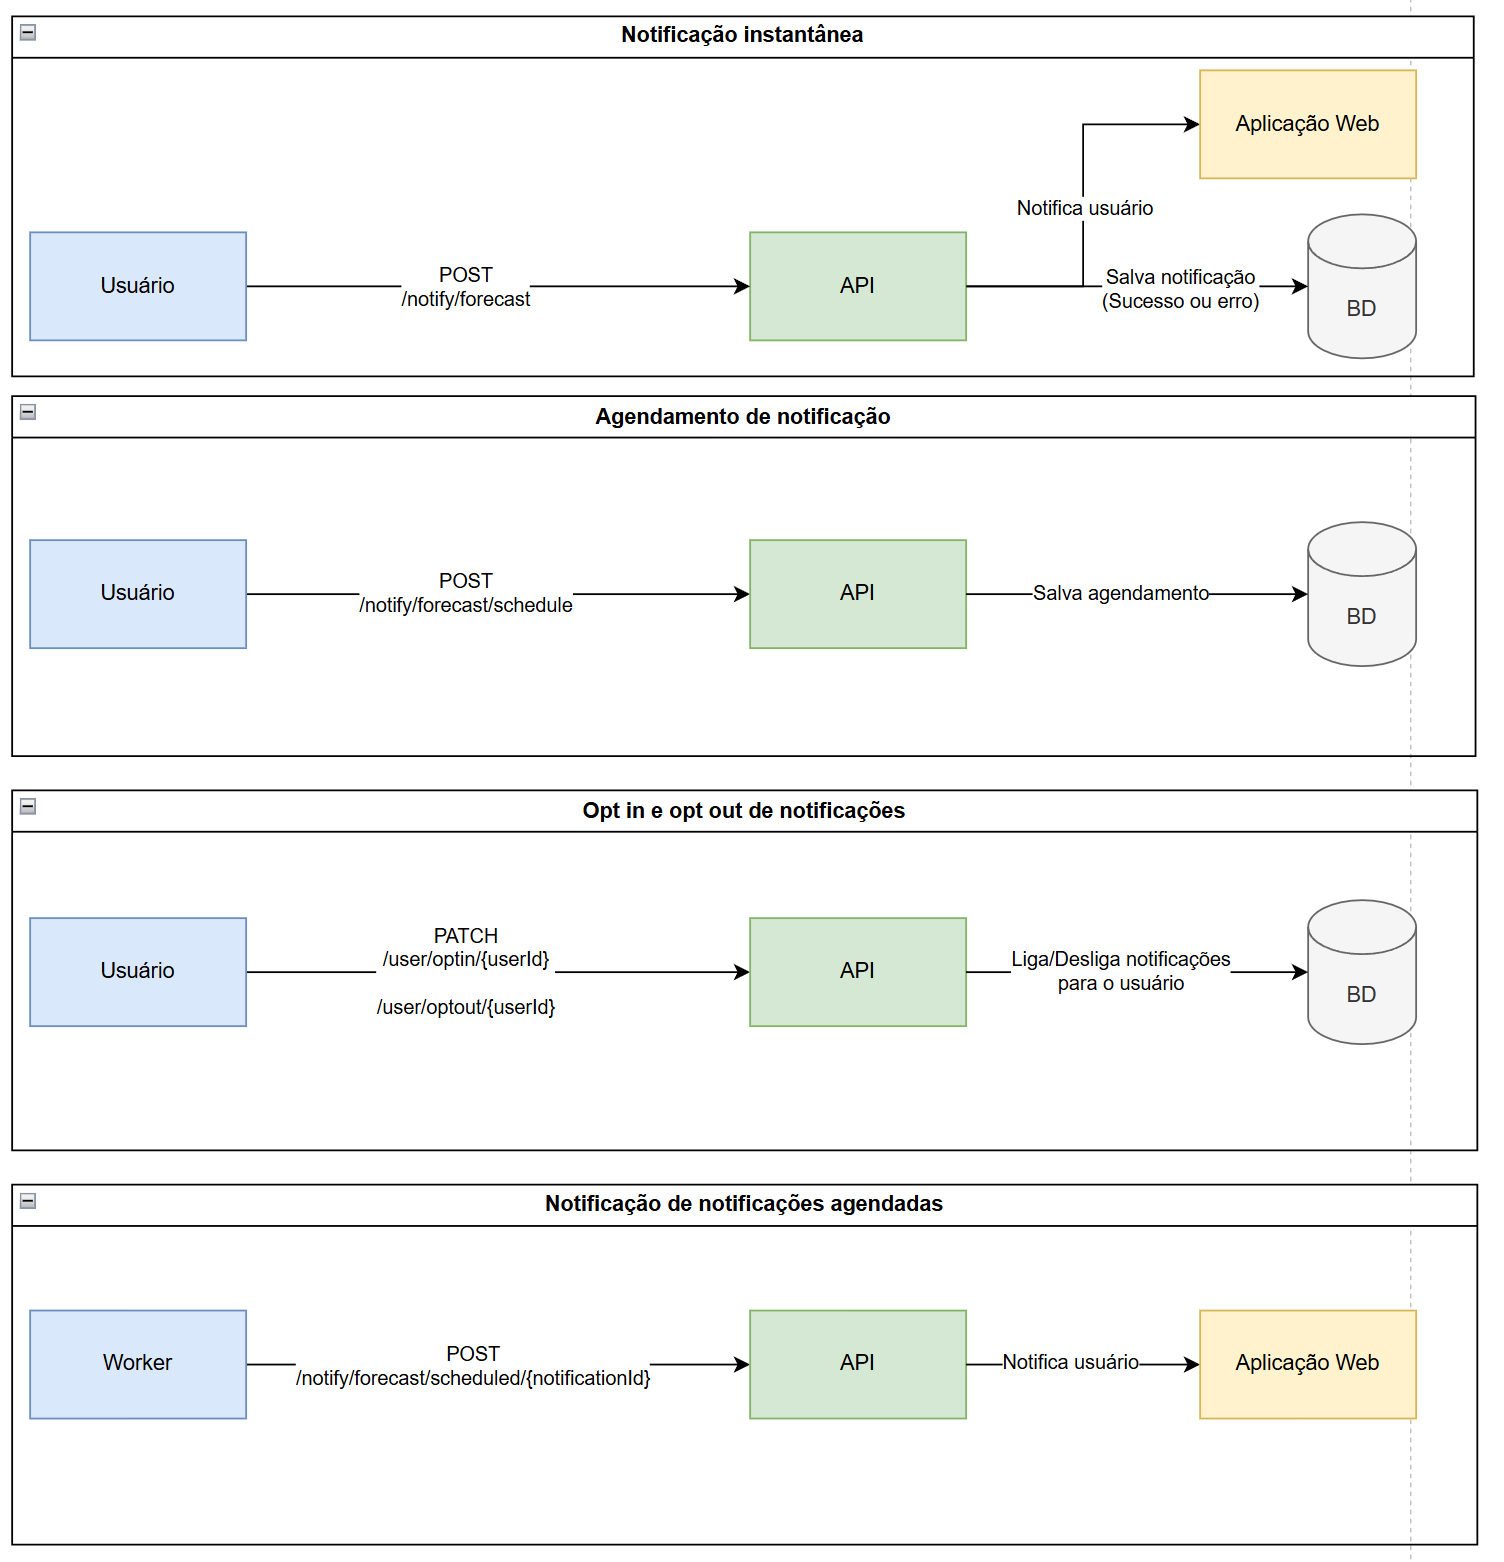 Notificação instantânea
Aplicação Web
Notifica usuário
Usuário
POST
/notify/forecast
API
Salva notificação
(Sucesso ou erro)
BD
Agendamento de notificação
Usuário
POST
/notify/forecast/schedule
API
Salva agendamento
BD
Opt in e opt out de notificações
Usuário
PATCH
/user/optin/{userId}
/user/optout/{userId}
API
Liga/Desliga notificações
para o usuário
BD
Notificação de notificações agendadas
Worker
POST
/notify/forecast/scheduled/{notificationId}
API
Notifica usuário
Aplicação Web